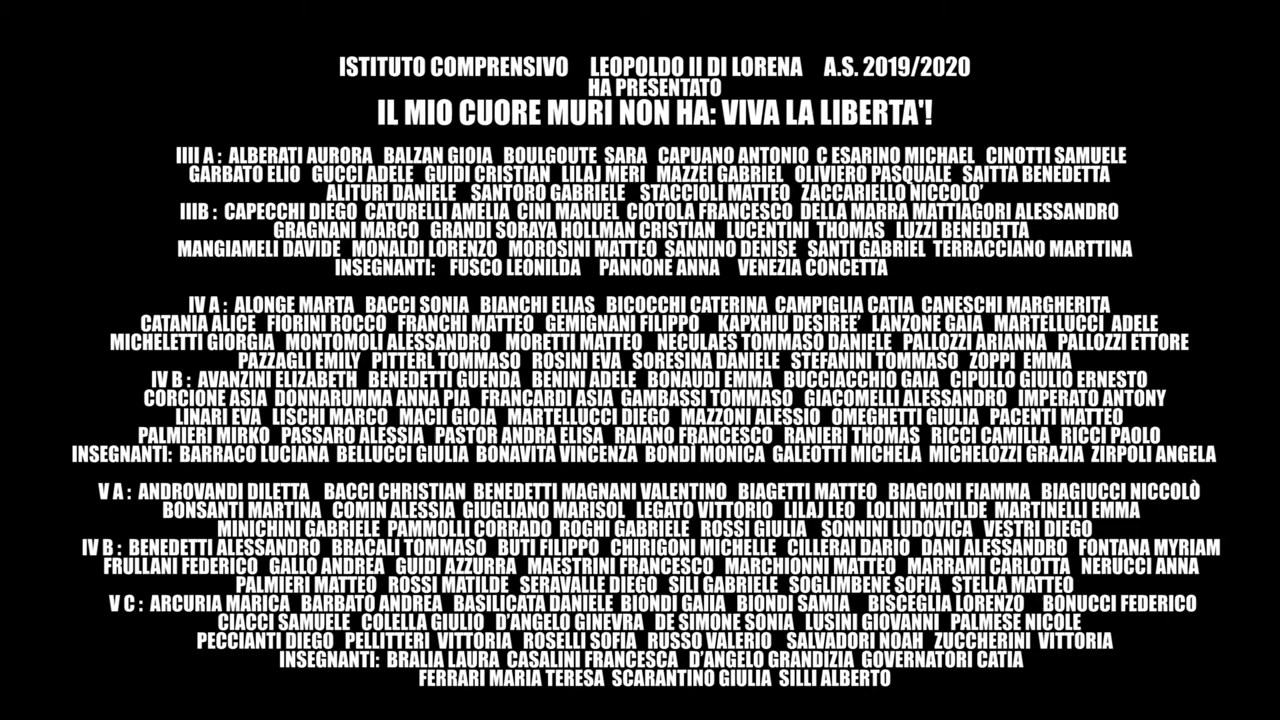 ISTITUTO COMPRENSIVO LEOPOLDO II DI LORENA A.S. 2019/2020
HA PRESENTATO
IL MIO CUORE MURI NON HA: VIVA LA LIBERTA'!
IIII A : ALBERATI AURORA BALZAN GIOIA BOULGOUTE SARA CAPUANO ANTONIO C ESARINO MICHAEL CINOTTI SAMUELE
GARBATO ELIO GUCCI ADELE GUIDI CRISTIAN LILAJ MERI MAZZEI GABRIEL OLIVIERO PASQUALE SAITTA BENEDETTA
ALITURI DANIELE SANTORO GABRIELE STACCIOLI MATTEO ZACCARIELLO NICCOLO'
IIIB : CAPECCHI DIEGO CATURELLI AMELIA CINI MANUEL CIOTOLA FRANCESCO DELLA MARRA MATTIAGORI ALESSANDRO
GRAGNANI MARCO GRANDI SORAYA HOLLMAN CRISTIAN LUCENTINI THOMAS LUZZI BENEDETTA
MANGIAMELI DAVIDE MONALDI LORENZO MOROSINI MATTEO SANNINO DENISE SANTI GABRIEL TERRACCIANO MARTTINA
INSEGNANTI: FUSCO LEONILDA PANNONE ANNA VENEZIA CONCETTA
IV A : ALONGE MARTA BACCI SONIA BIANCHI ELIAS BICOCCHI CATERINA CAMPIGLIA CATIA CANESCHI MARGHERITA
CATANIA ALICE FIORINI ROCCO FRANCHI MATTEO GEMIGNANI FILIPPO KAPXHIU DESIREE' LANZONE GAIA MARTELLUCCI ADELE
MICHELETTI GIORGIA MONTOMOLI ALESSANDRO MORETTI MATTEO NECULAES TOMMASO DANIELE PALLOZZI ARIANNA PALLOZZI ETTORE
PAZZAGLI EMILY PITTERL TOMMASO ROSINI EVA SORESINA DANIELE STEFANINI TOMMASO ZOPPI EMMA
IV B : AVANZINI ELIZABETH BENEDETTI GUENDA BENINI ADELE BONAUDI EMMA BUCCIACCHIO GAIA CIPULLO GIULIO ERNESTO
CORCIONE ASIA DONNARUMMA ANNA PIA FRANCARDI ASIA GAMBASSI TOMMASO GIACOMELLI ALESSANDRO IMPERATO ANTONY
LINARI EVA LISCHI MARCO MACII GIOIA MARTELLUCCI DIEGO MAZZONI ALESSIO OMEGHETTI GIULIA PACENTI MATTEO
PALMIERI MIRKO PASSARO ALESSIA PASTOR ANDRA ELISA RAIANO FRANCESCO RANIERI THOMAS RICCI CAMILLA RICCI PAOLO
INSEGNANTI: BARRACO LUCIANA BELLUCCI GIULIA BONAVITA VINCENZA BONDI MONICA GALEOTTI MICHELA MICHELOZZI GRAZIA ZIRPOLI ANGELA
V A : ANDROVANDI DILETTA BACCI CHRISTIAN BENEDETTI MAGNANI VALENTINO BIAGETTI MATTEO BIAGIONI FIAMMA BIAGIUCCI NICCOLÒ
BONSANTI MARTINA COMIN ALESSIA GIUGLIANO MARISOL LEGATO VITTORIO LILAJ LEO LOLINI MATILDE MARTINELLI EMMA
MINICHINI GABRIELE PAMMOLLI CORRADO ROGHI GABRIELE ROSSI GIULIA SONNINI LUDOVICA VESTRI DIEGO
IV B : BENEDETTI ALESSANDRO BRACALI TOMMASO BUTI FILIPPO CHIRIGONI MICHELLE CILLERAI DARIO DANI ALESSANDRO FONTANA MYRIAM
FRULLANI FEDERICO GALLO ANDREA GUIDI AZZURRA MAESTRINI FRANCESCO MARCHIONNI MATTEO MARRAMI CARLOTTA NERUCCI ANNA
PALMIERI MATTEO ROSSI MATILDE SERAVALLE DIEGO SILI GABRIELE SOGLIMBENE SOFIA STELLA MATTEO
V C : ARCURIA MARICA BARBATO ANDREA BASILICATA DANIELE BIONDI GAIIA BIONDI SAMIA BISCEGLIA LORENZO BONUCCI FEDERICO
CIACCI SAMUELE COLELLA GIULIO D'ANGELO GINEVRA DE SIMONE SONIA LUSINI GIOVANNI PALMESE NICOLE
PECCIANTI DIEGO PELLITTERI VITTORIA ROSELLI SOFIA RUSSO VALERIO SALVADORI NOAH ZUCCHERINI VITTORIA
INSEGNANTI: BRALIA LAURA CASALINI FRANCESCA D'ANGELO GRANDIZIA GOVERNATORI CATIA
FERRARI MARIA TERESA SCARANTINO GIULIA SILLI ALBERTO